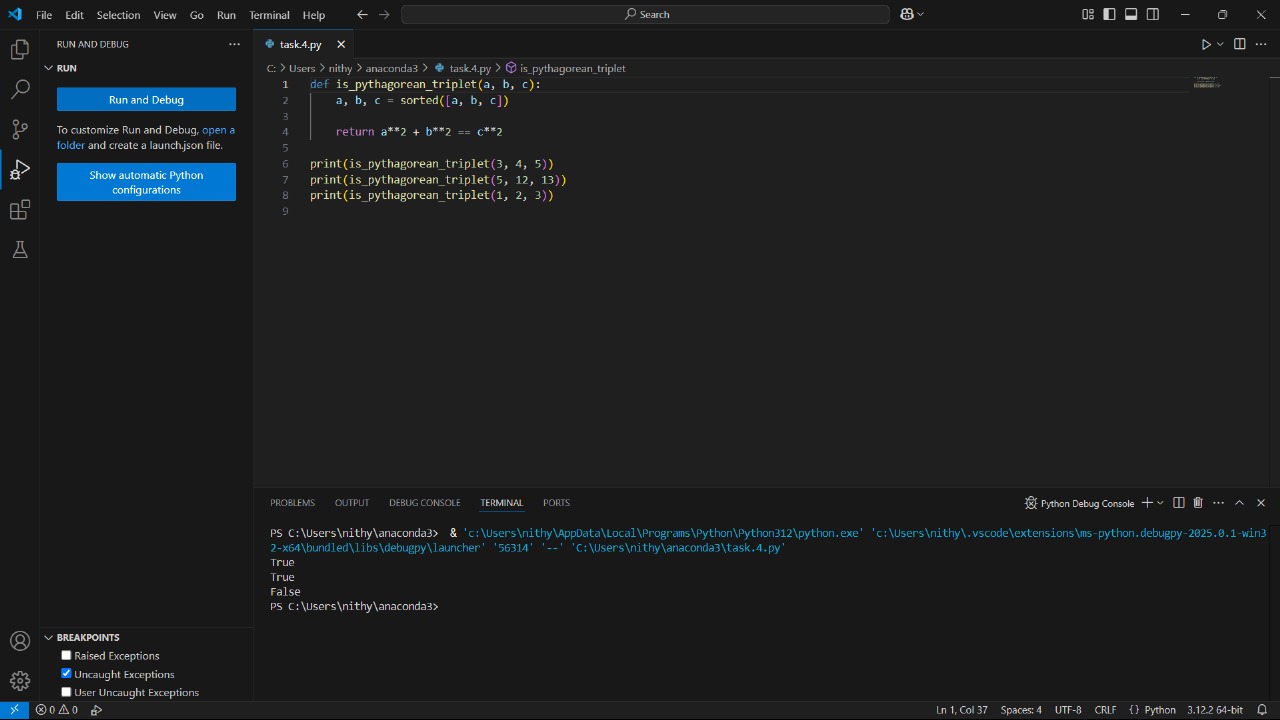 File Edit Selection View Go Run Terminal Help Search
RUN AND DEBUG
RUN
Run and Debug
To customize Run and Debug, open a
folder and create a launch.json file.
Show automatic Python
configurations
task.4.py
C: > Users > nithy > anaconda3 > task.4.py > is_pythagorean_triplet
1 def is_pythagorean_triplet(a, b, c):
2 a, b, c = sorted([a, b, c])
3
4 return a**2 + b**2 == c**2
5
6 print(is_pythagorean_triplet(3, 4, 5))
7 print(is_pythagorean_triplet(5, 12, 13))
8 print(is_pythagorean_triplet(1, 2, 3))
9
PROBLEMS OUTPUT DEBUG CONSOLE TERMINAL PORTS Python Debug Console
PS C:\Users\nithy\anaconda3> & 'c:\Users\nithy\AppData\Local\Programs\Python\Python312\python.exe' 'c:\Users\nithy\.vscode\extensions\ms-python.debugpy-2025.0.1-win3
2-x64\bundled\libs\debugpy\launcher' '56314' '--' 'C:\Users\nithy\anaconda3\task.4.py'
True
True
False
PS C:\Users\nithy\anaconda3>
BREAKPOINTS
Raised Exceptions
Uncaught Exceptions
User Uncaught Exceptions
0 0 Ln 1, Col 37 Spaces: 4 UTF-8 CRLF {} Python 3.12.2 64-bit